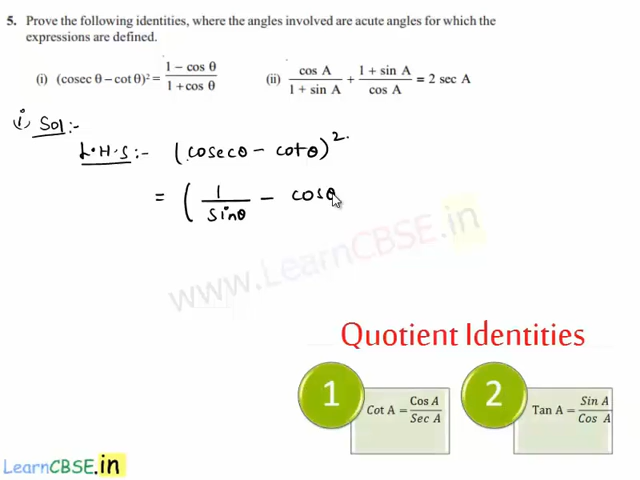 5. Prove the following identities, where the angles involved are acute angles for which the
expressions are defined.
(i) (cosec θ – cot θ)² = (1 – cos θ)/(1 + cos θ) (ii) cos A/(1 + sin A) + (1 + sin A)/cos A = 2 sec A
i) Sol:-
L.H.S :- (cosecθ – cotθ)².
= (1/sinθ – cosθ
www.LearnCBSE.in
Quotient Identities
1 Cot A = Cos A/Sec A 2 Tan A = Sin A/Cos A
LearnCBSE.in